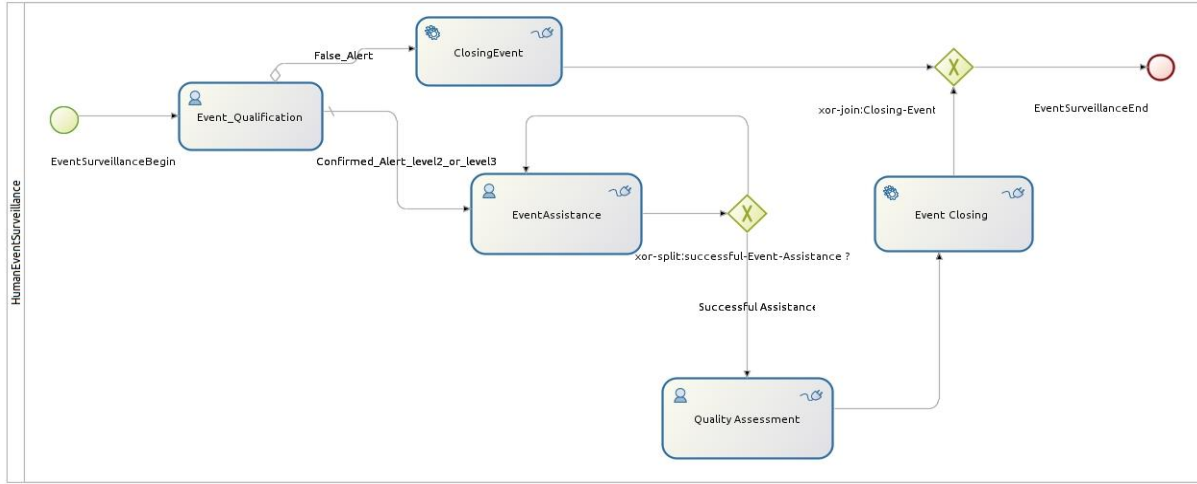 HumanEventSurveillance
EventSurveillanceBegin
Event_Qualification
False_Alert
ClosingEvent
Confirmed_Alert_level2_or_level3
EventAssistance
xor-split:successful-Event-Assistance ?
Successful Assistance
Quality Assessment
Event Closing
xor-join:Closing-Event
EventSurveillanceEnd